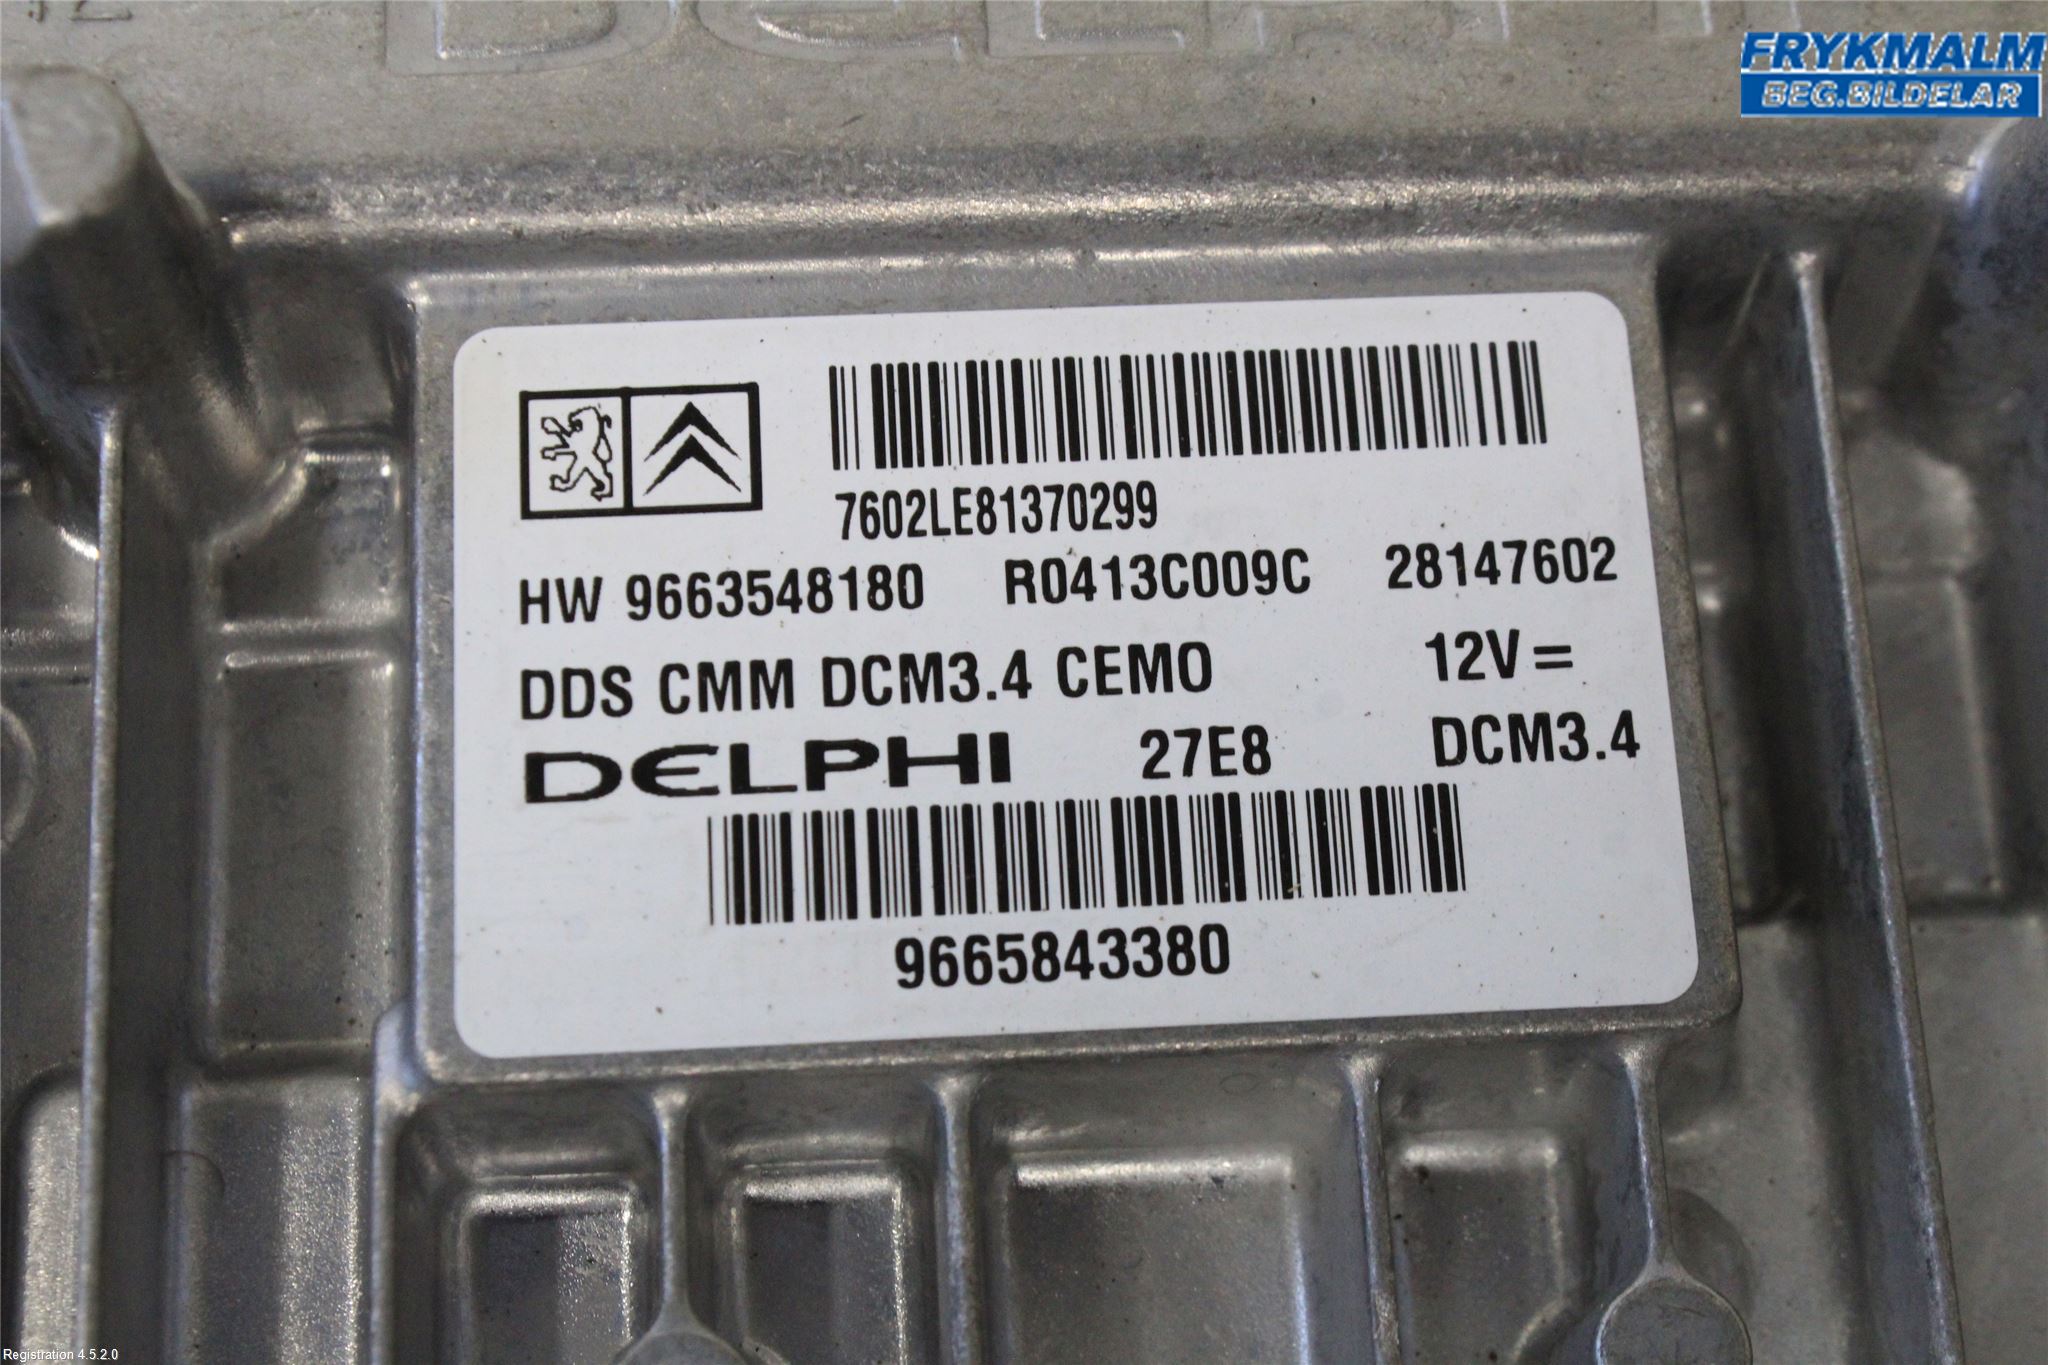 DELPHI
FRYKMALM
BEG.BILDELAR
7602LE81370299
HW 9663548180 R0413C009C 28147602
DDS CMM DCM3.4 CEMO 12V=
DELPHI 27E8 DCM3.4
9665843380
Registration 4.5.2.0